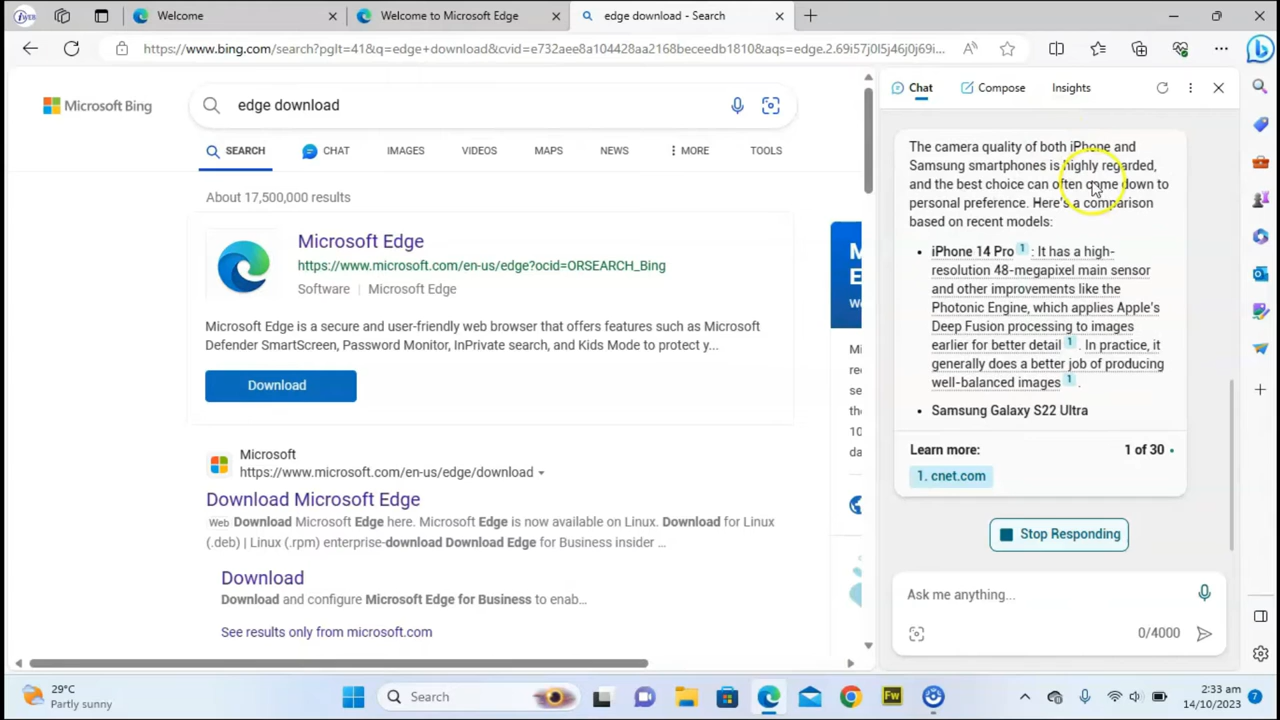 Welcome
Welcome to Microsoft Edge
edge download - Search
https://www.bing.com/search?pglt=41&q=edge+download&cvid=e732aee8a104428aa2168beceedb1810&aqs=edge.2.69i57j0l5j46j0j69i...
Microsoft Bing
edge download
SEARCH
CHAT
IMAGES
VIDEOS
MAPS
NEWS
MORE
TOOLS
About 17,500,000 results
Microsoft Edge
https://www.microsoft.com/en-us/edge?ocid=ORSEARCH_Bing
Software | Microsoft Edge
Microsoft Edge is a secure and user-friendly web browser that offers features such as Microsoft
Defender SmartScreen, Password Monitor, InPrivate search, and Kids Mode to protect y...
Download
Microsoft
https://www.microsoft.com/en-us/edge/download
Download Microsoft Edge
Web Download Microsoft Edge here. Microsoft Edge is now available on Linux. Download for Linux
(.deb) | Linux (.rpm) enterprise-download Download Edge for Business insider ...
Download
Download and configure Microsoft Edge for Business to enab...
See results only from microsoft.com
Chat
Compose
Insights
The camera quality of both iPhone and
Samsung smartphones is highly regarded,
and the best choice can often come down to
personal preference. Here's a comparison
based on recent models:
• iPhone 14 Pro 1 : It has a high-
resolution 48-megapixel main sensor
and other improvements like the
Photonic Engine, which applies Apple's
Deep Fusion processing to images
earlier for better detail 1 . In practice, it
generally does a better job of producing
well-balanced images 1 .
• Samsung Galaxy S22 Ultra
Learn more:
1 of 30
1. cnet.com
Stop Responding
Ask me anything...
0/4000
29°C
Partly sunny
Search
Fw
2:33 am
14/10/2023
7